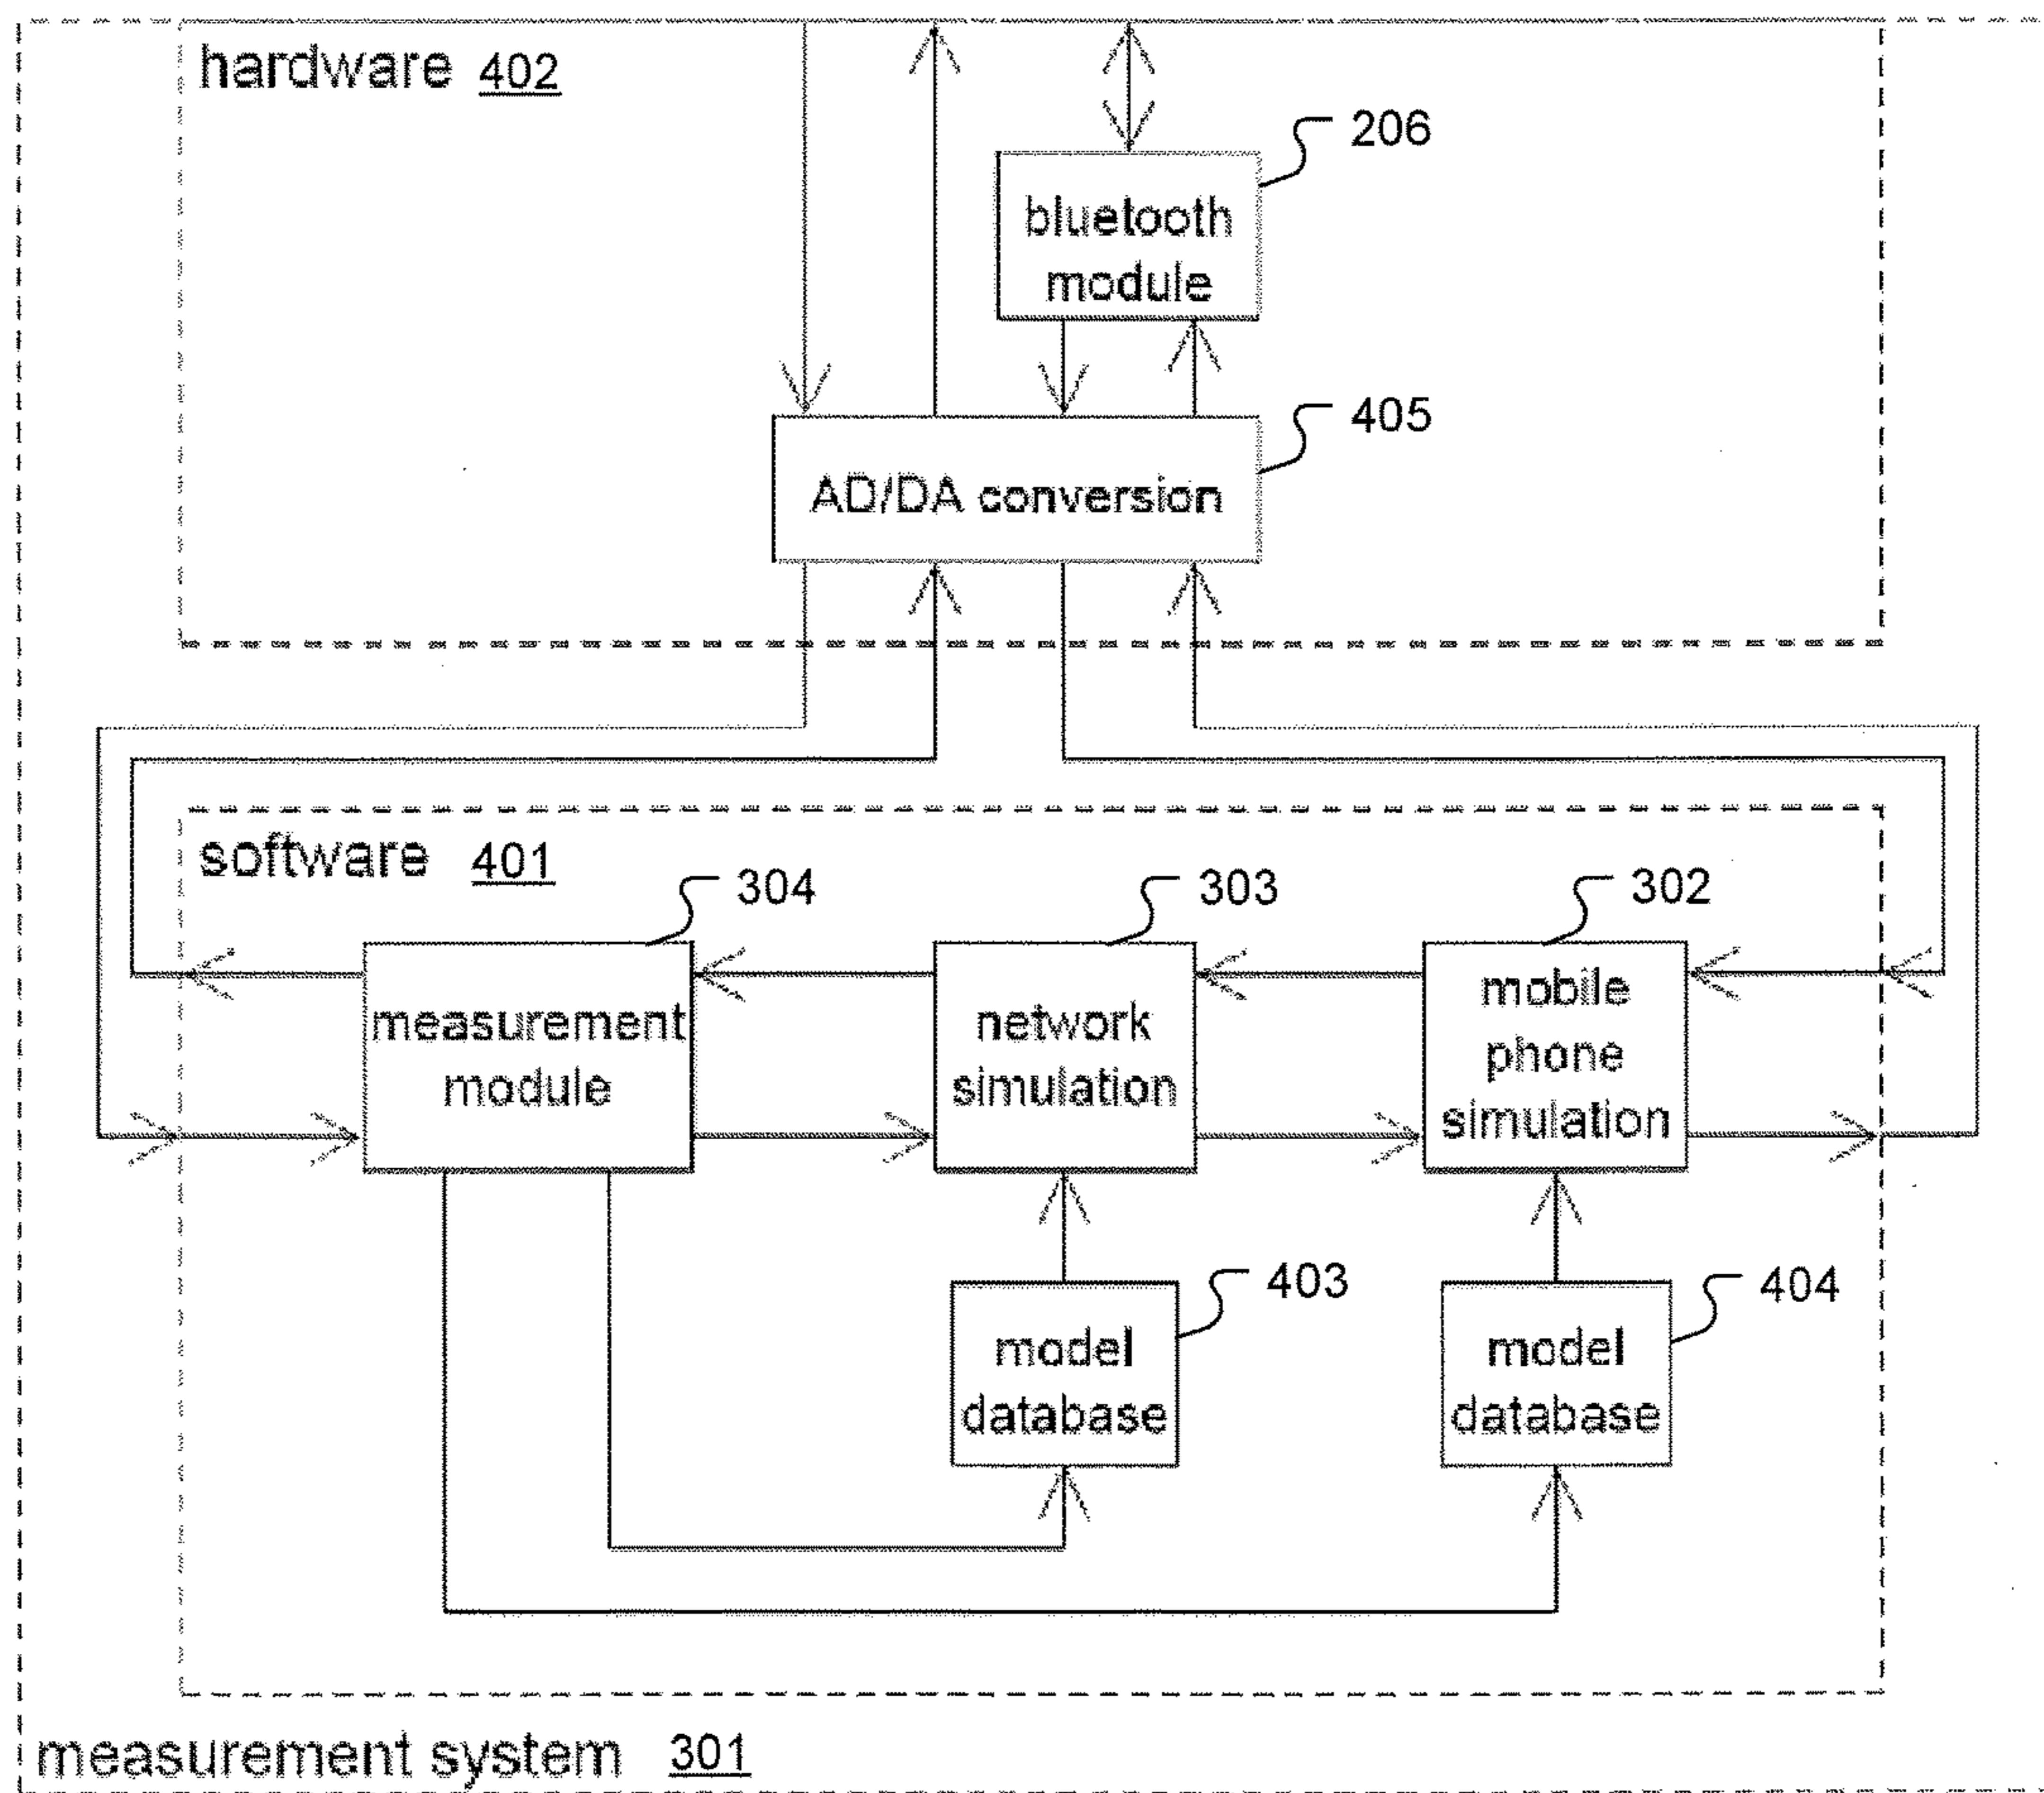 hardware 402
206
bluetooth
module
405
AD/DA conversion
software 401
304
303
302
measurement
module
network
simulation
mobile
phone
simulation
403
404
model
database
model
database
measurement system 301